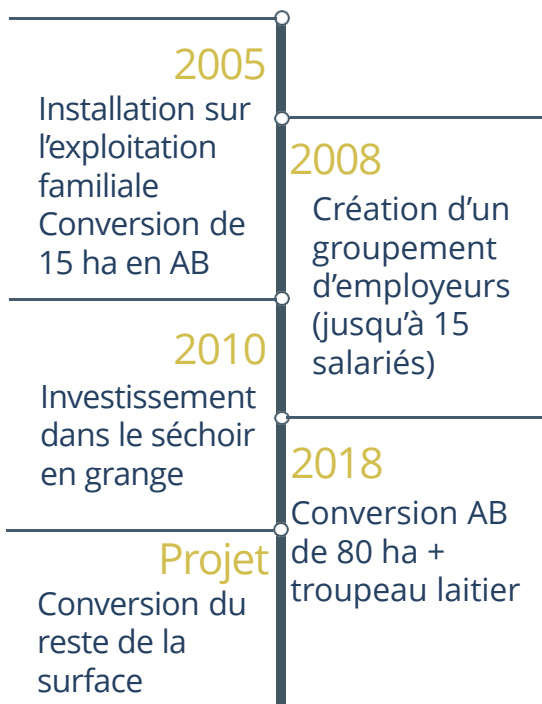 2005
Installation sur
l’exploitation
familiale
Conversion de
15 ha en AB
2008
Création d’un
groupement
d’employeurs
(jusqu’à 15
salariés)
2010
Investissement
dans le séchoir
en grange
2018
Conversion AB
de 80 ha +
troupeau laitier
Projet
Conversion du
reste de la
surface